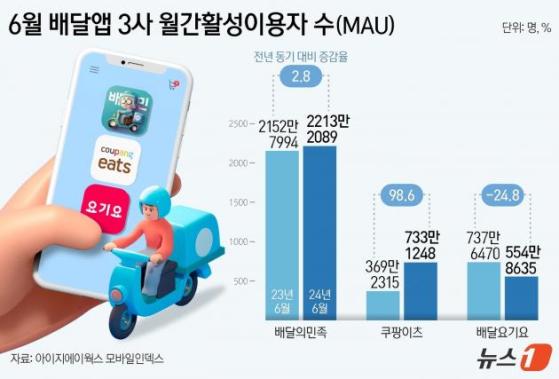 6월 배달앱 3사 월간활성이용자 수(MAU)
단위: 명, %
전년 동기 대비 증감율
2.8
2152만
7994
2213만
2089
98.6
369만
2315
733만
1248
-24.8
737만
6470
554만
8635
2500
2000
1500
1000
500
23년
6월
24년
6월
배달의민족
쿠팡이츠
배달요기요
coupang
eats
요기요
자료: 아이지에이웍스 모바일인덱스
뉴스1